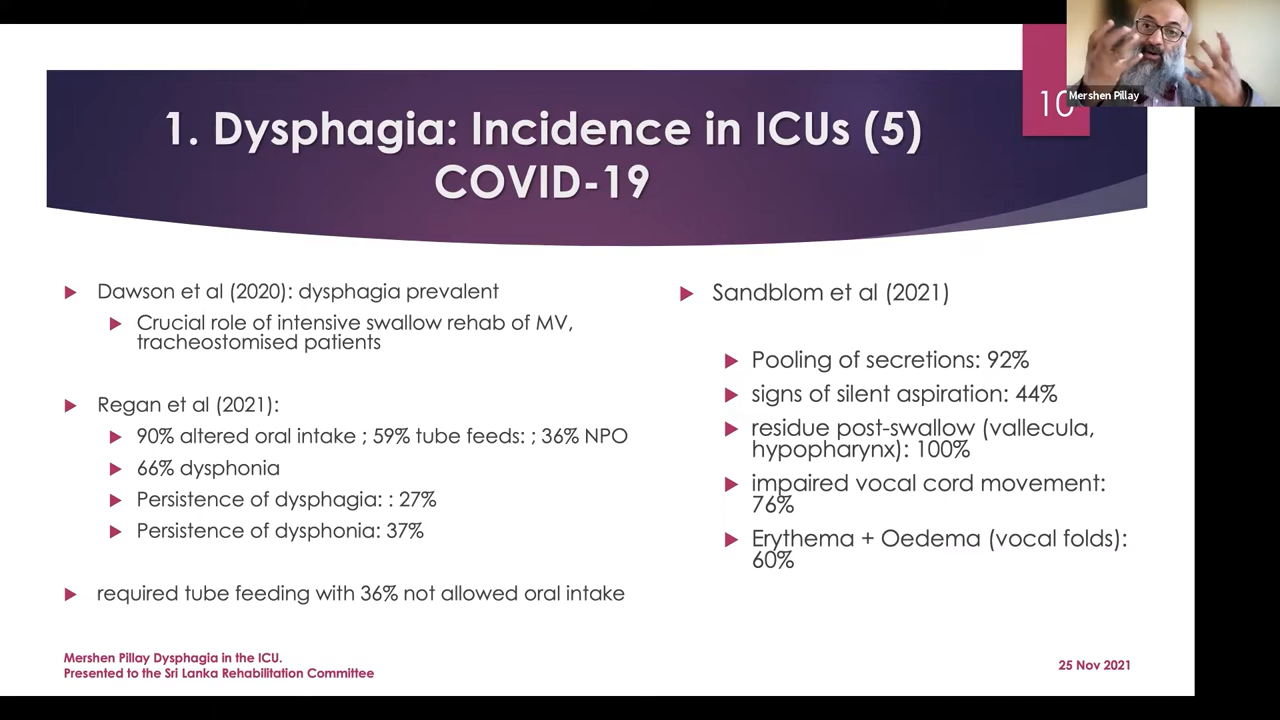 1. Dysphagia: Incidence in ICUs (5)
COVID-19
10
Mershen Pillay
Dawson et al (2020): dysphagia prevalent
Crucial role of intensive swallow rehab of MV,
tracheostomised patients
Regan et al (2021):
90% altered oral intake ; 59% tube feeds: ; 36% NPO
66% dysphonia
Persistence of dysphagia: : 27%
Persistence of dysphonia: 37%
required tube feeding with 36% not allowed oral intake
Sandblom et al (2021)
Pooling of secretions: 92%
signs of silent aspiration: 44%
residue post-swallow (vallecula,
hypopharynx): 100%
impaired vocal cord movement:
76%
Erythema + Oedema (vocal folds):
60%
Mershen Pillay Dysphagia in the ICU.
Presented to the Sri Lanka Rehabilitation Committee
25 Nov 2021